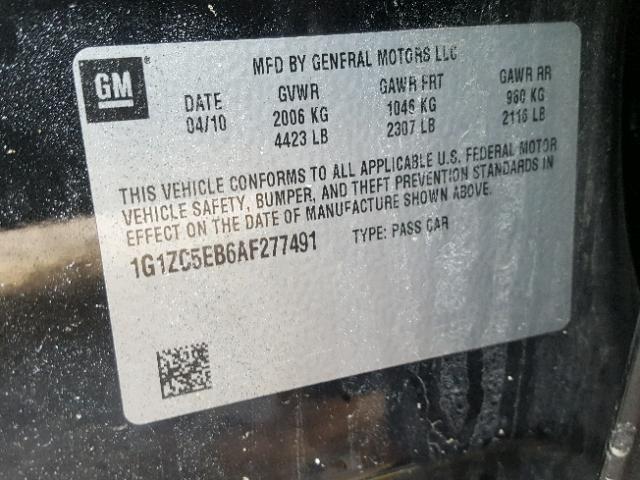 GM
MFD BY GENERAL MOTORS LLC
DATE GVWR GAWR FRT GAWR RR
04/10 2006 KG 1046 KG 960 KG
4423 LB 2307 LB 2116 LB
THIS VEHICLE CONFORMS TO ALL APPLICABLE U.S. FEDERAL MOTOR
VEHICLE SAFETY, BUMPER, AND THEFT PREVENTION STANDARDS IN
EFFECT ON THE DATE OF MANUFACTURE SHOWN ABOVE.
1G1ZC5EB6AF277491 TYPE: PASS CAR